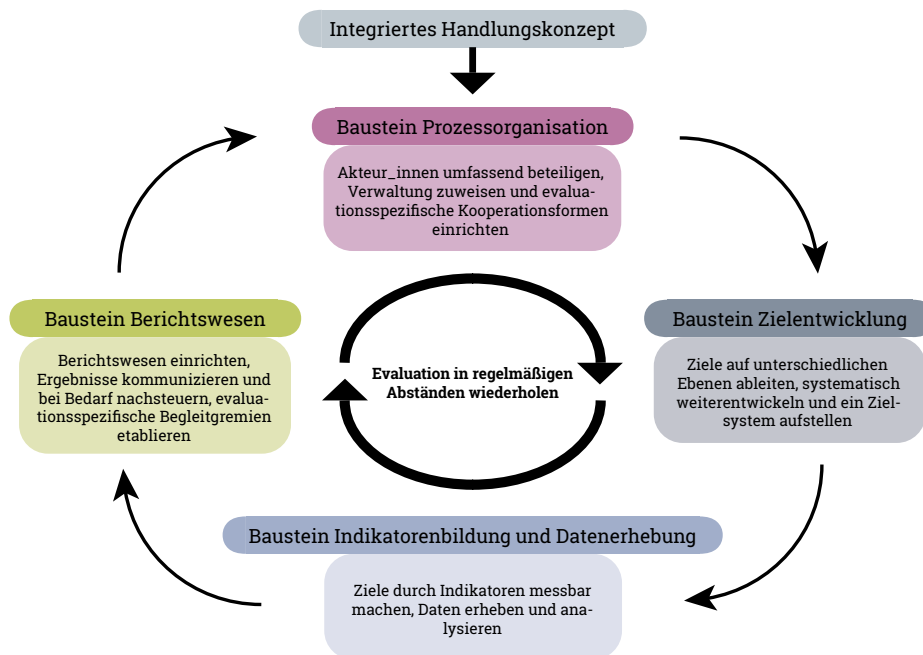 Integriertes Handlungskonzept
Baustein Prozessorganisation
Akteur_innen umfassend beteiligen,
Verwaltung zuweisen und evalua-
tionsspezifische Kooperationsformen
einrichten
Baustein Zielentwicklung
Ziele auf unterschiedlichen
Ebenen ableiten, systematisch
weiterentwickeln und ein Ziel-
system aufstellen
Baustein Indikatorenbildung und Datenerhebung
Ziele durch Indikatoren messbar
machen, Daten erheben und ana-
lysieren
Baustein Berichtswesen
Berichtswesen einrichten,
Ergebnisse kommunizieren und
bei Bedarf nachsteuern, evalua-
tionsspezifische Begleitgremien
etablieren
Evaluation in regelmäßigen
Abständen wiederholen